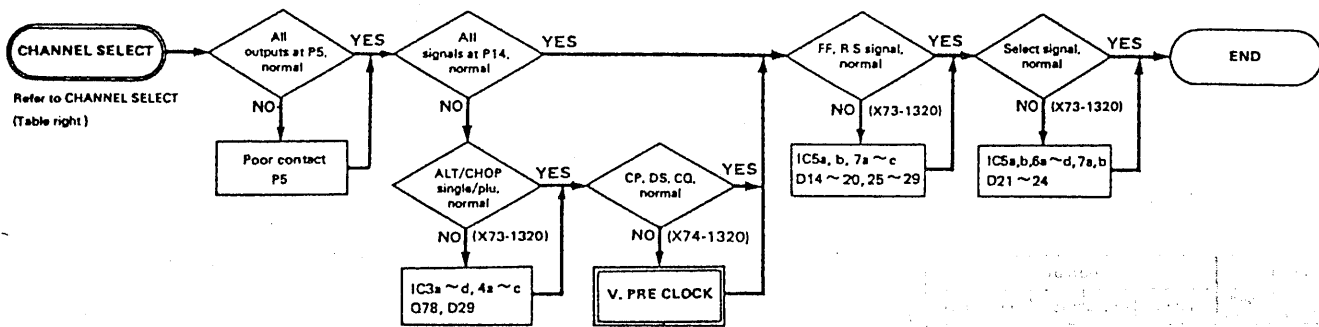 CHANNEL SELECT
Refer to CHANNEL SELECT
(Table right)
All
outputs at P5,
normal
YES
NO
Poor contact
P5
All
signals at P14,
normal
YES
NO
ALT/CHOP
single/plu,
normal
YES
NO (X73-1320)
IC3a ~ d, 4a ~ c
Q78, D29
CP, DS, CQ,
normal
YES
NO (X74-1320)
V. PRE CLOCK
FF, R S signal,
normal
YES
NO (X73-1320)
IC5a, b, 7a ~ c
D14 ~ 20, 25 ~ 29
Select signal,
normal
YES
NO (X73-1320)
IC5a,b,6a ~ d,7a,b
D21 ~ 24
END